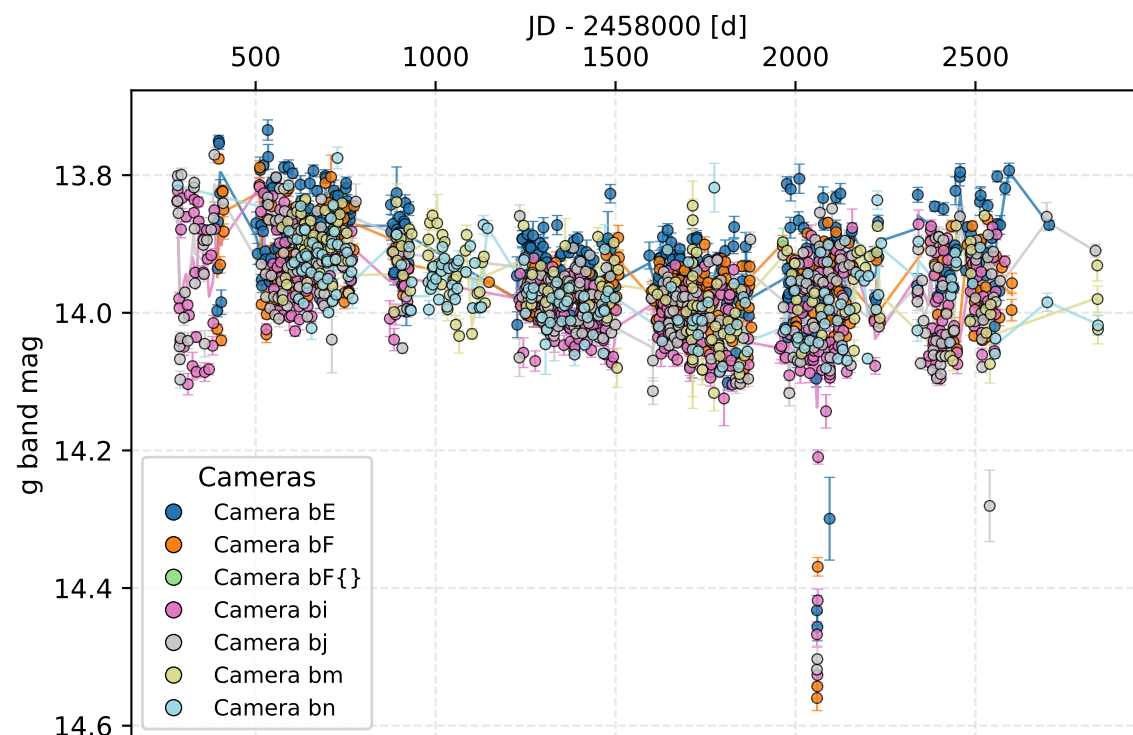 JD - 2458000 [d]
500 1000 1500 2000 2500
13.8
14.0
14.2
14.4
14.6
g band mag
Cameras
Camera bE
Camera bF
Camera bF{}
Camera bi
Camera bj
Camera bm
Camera bn